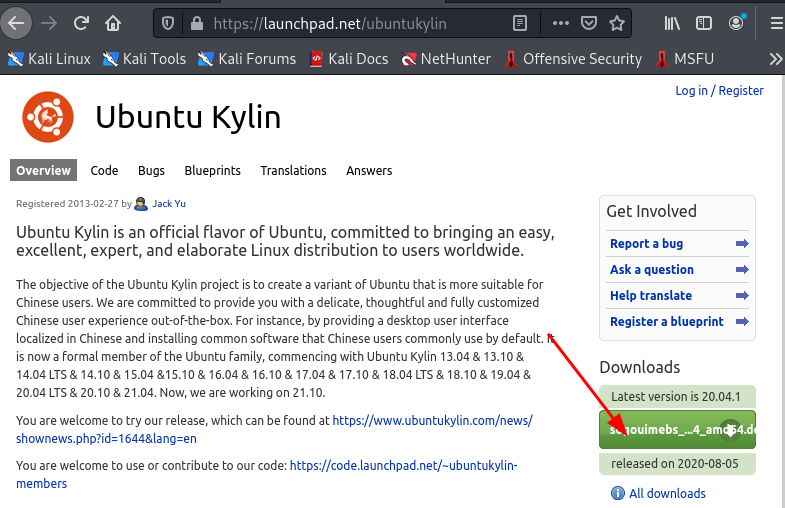 https://launchpad.net/ubuntukylin
Kali Linux Kali Tools Kali Forums Kali Docs NetHunter Offensive Security MSFU
Log in / Register
Ubuntu Kylin
Overview Code Bugs Blueprints Translations Answers
Registered 2013-02-27 by Jack Yu
Ubuntu Kylin is an official flavor of Ubuntu, committed to bringing an easy,
excellent, expert, and elaborate Linux distribution to users worldwide.
The objective of the Ubuntu Kylin project is to create a variant of Ubuntu that is more suitable for
Chinese users. We are committed to provide you with a delicate, thoughtful and fully customized
Chinese user experience out-of-the-box. For instance, by providing a desktop user interface
localized in Chinese and installing common software that Chinese users commonly use by default. It
is now a formal member of the Ubuntu family, commencing with Ubuntu Kylin 13.04 & 13.10 &
14.04 LTS & 14.10 & 15.04 &15.10 & 16.04 & 16.10 & 17.04 & 17.10 & 18.04 LTS & 18.10 & 19.04 &
20.04 LTS & 20.10 & 21.04. Now, we are working on 21.10.
You are welcome to try our release, which can be found at https://www.ubuntukylin.com/news/
shownews.php?id=1644&lang=en
You are welcome to use or contribute to our code: https://code.launchpad.net/~ubuntukylin-
members
Get Involved
Report a bug
Ask a question
Help translate
Register a blueprint
Downloads
Latest version is 20.04.1
sogouimebs_...4_amd64.de
released on 2020-08-05
All downloads